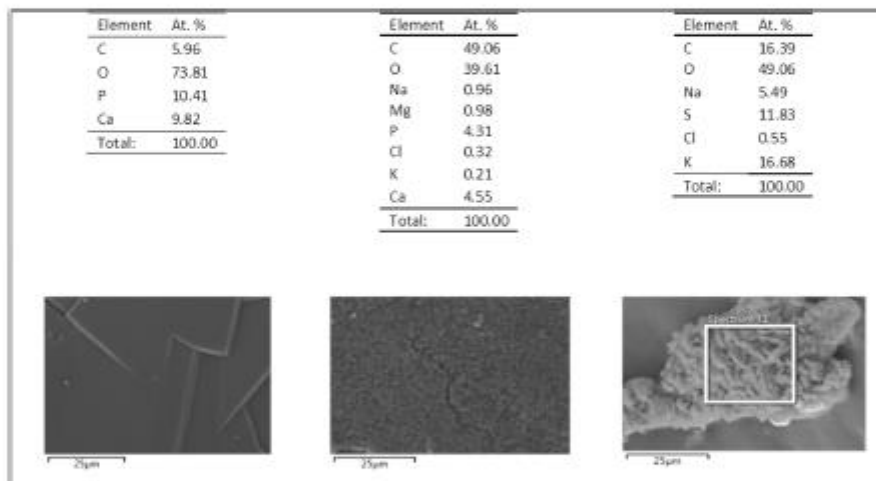 Element At. %
C 5.96
O 73.81
P 10.41
Ca 9.82
Total: 100.00
Element At. %
C 49.06
O 39.61
Na 0.96
Mg 0.98
P 4.31
Cl 0.32
K 0.21
Ca 4.55
Total: 100.00
Element At. %
C 16.39
O 49.06
Na 5.49
S 11.83
Cl 0.55
K 16.68
Total: 100.00
25µm
25µm
Spectrum
25µm